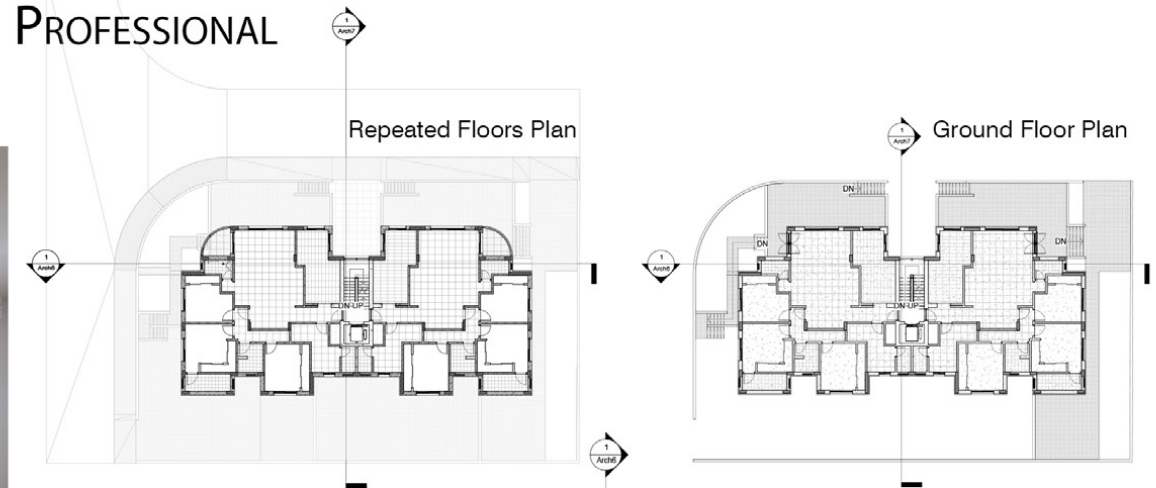 PROFESSIONAL
1
Arch7
Repeated Floors Plan
1
Arch7
Ground Floor Plan
DN
DN
DN
1
Arch6
1
Arch6
DN UP
DN UP
1
Arch6